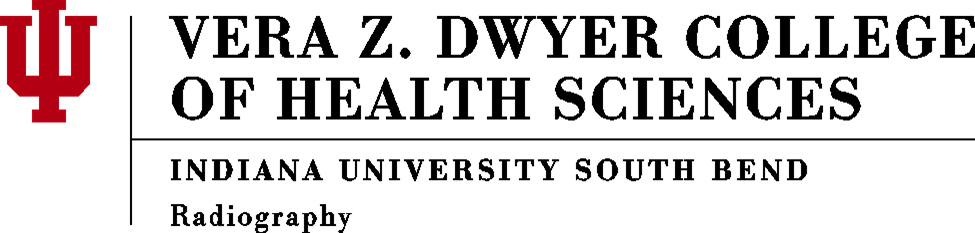 VERA Z. DWYER COLLEGE
OF HEALTH SCIENCES
INDIANA UNIVERSITY SOUTH BEND
Radiography